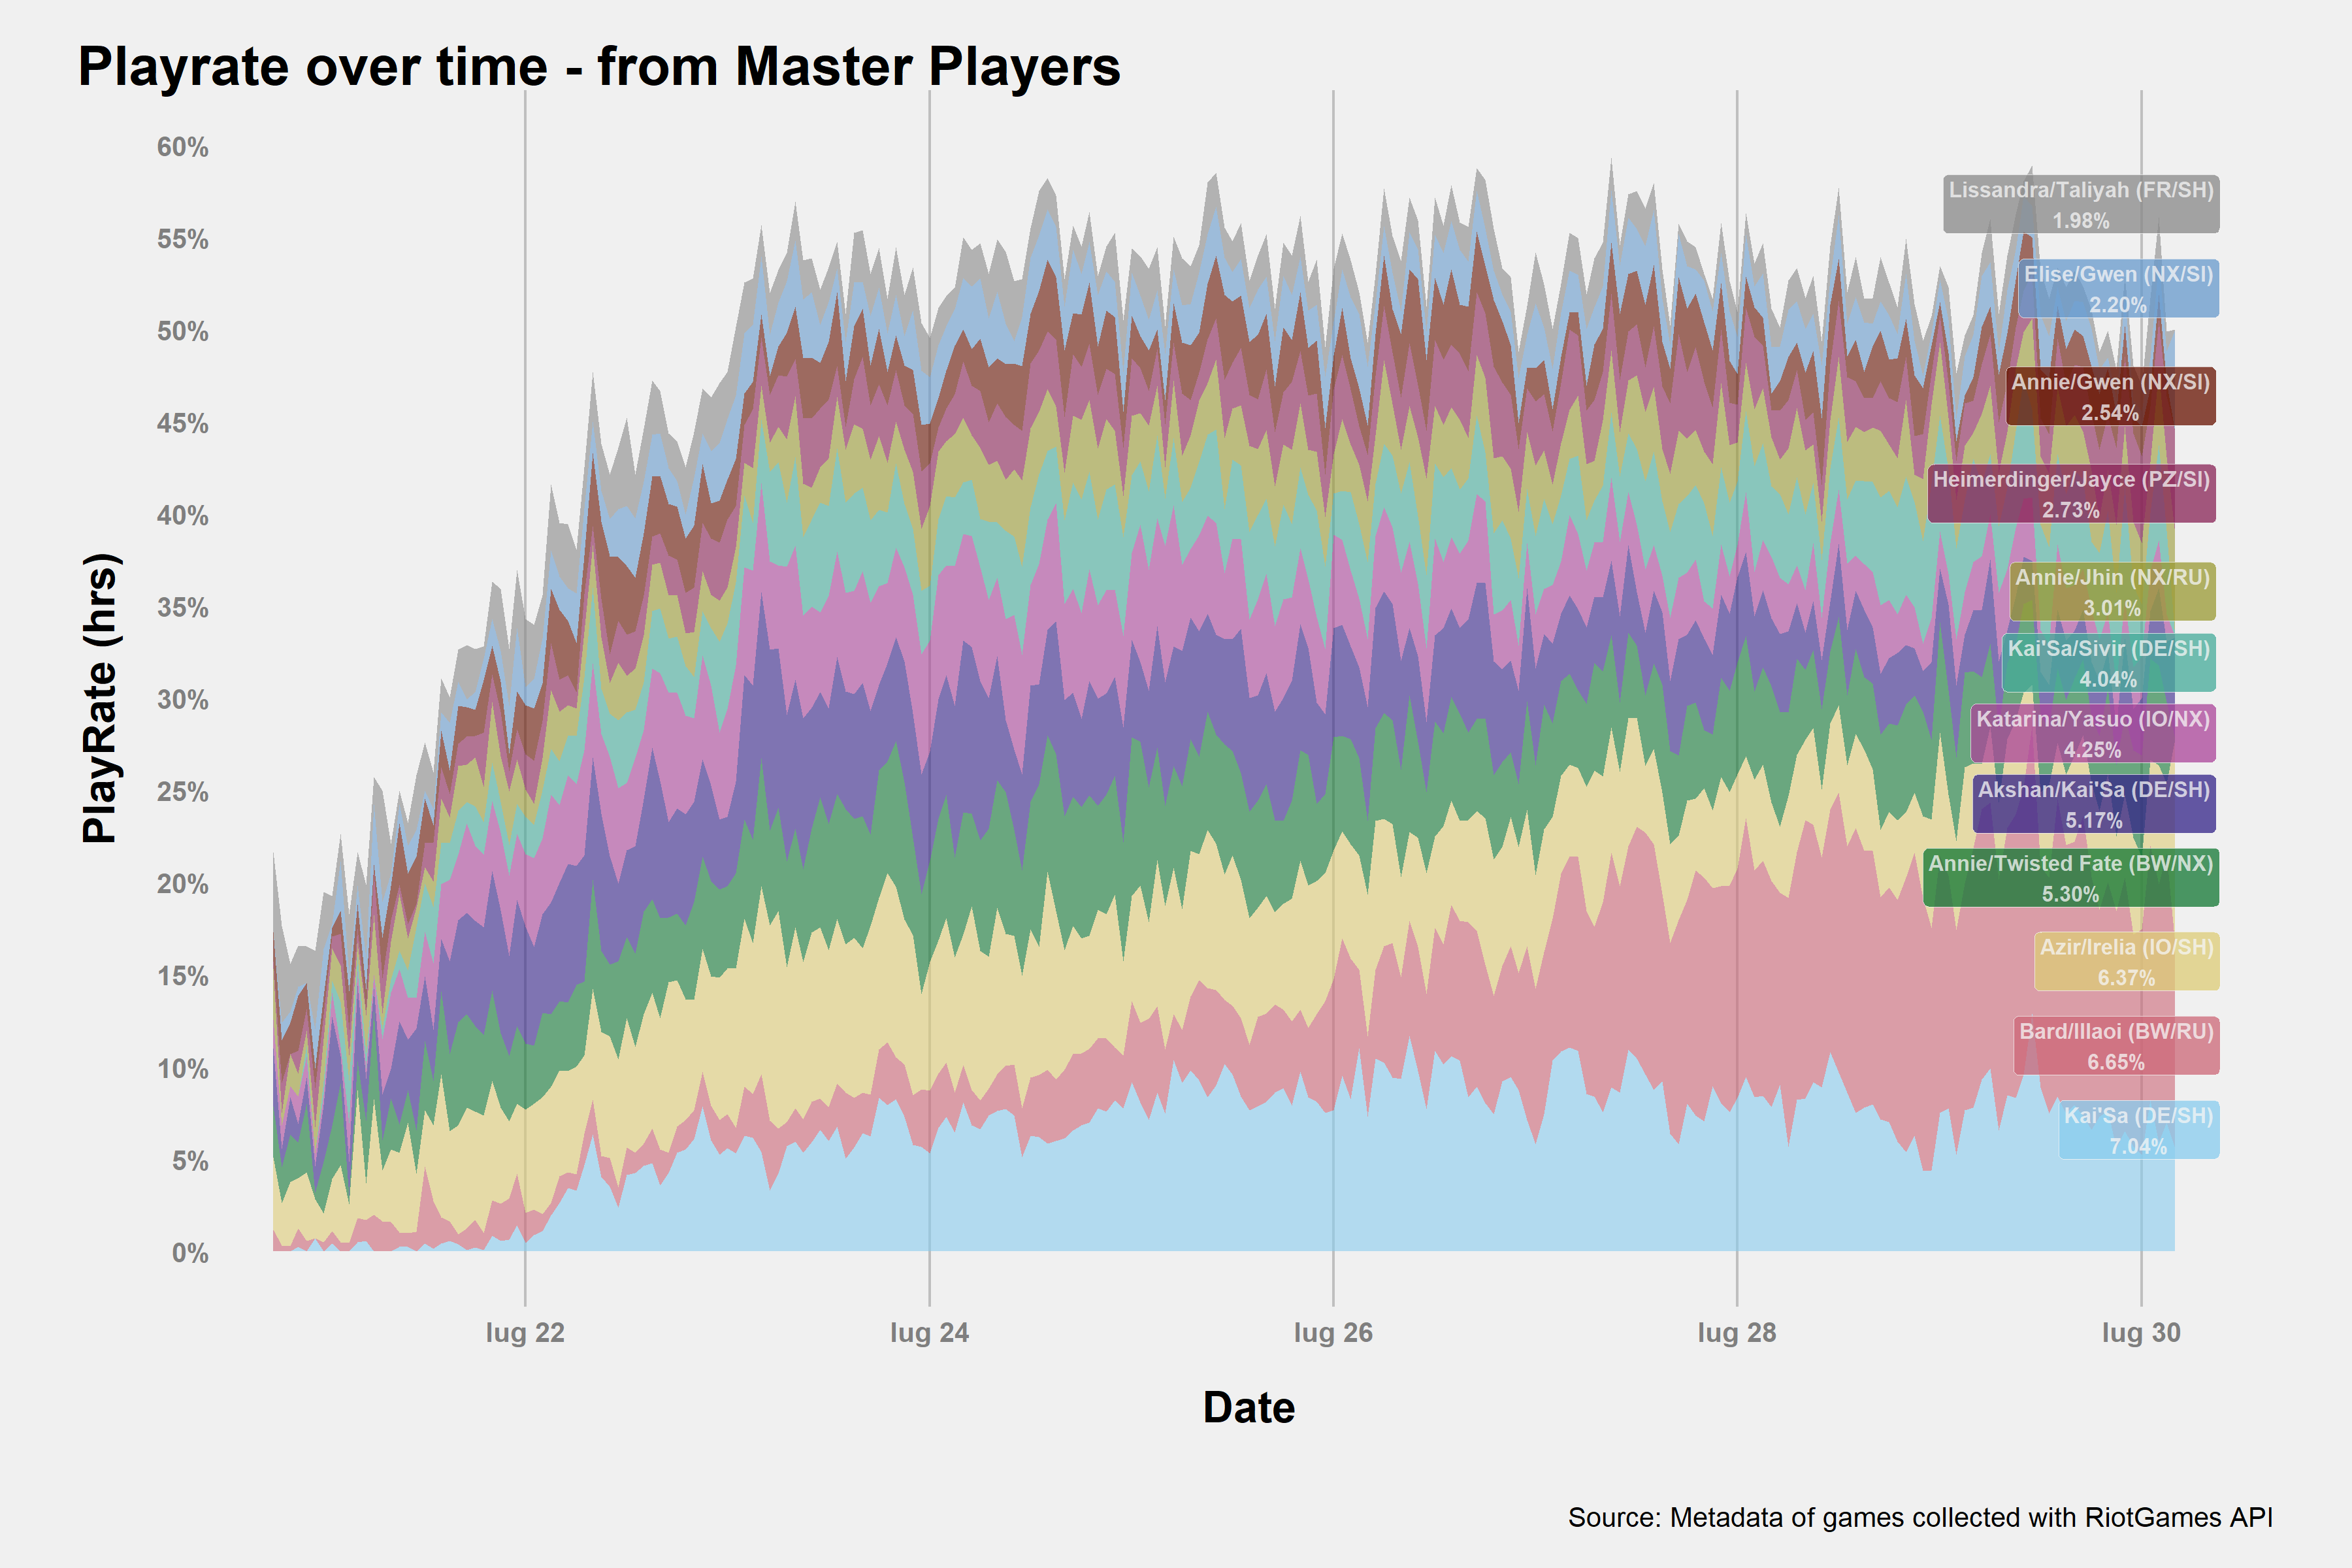 Playrate over time - from Master Players
60%
55%
50%
45%
40%
35%
30%
25%
20%
15%
10%
5%
0%
PlayRate (hrs)
Lissandra/Taliyah (FR/SH)
1.98%
Elise/Gwen (NX/SI)
2.20%
Annie/Gwen (NX/SI)
2.54%
Heimerdinger/Jayce (PZ/SI)
2.73%
Annie/Jhin (NX/RU)
3.01%
Kai'Sa/Sivir (DE/SH)
4.04%
Katarina/Yasuo (IO/NX)
4.25%
Akshan/Kai'Sa (DE/SH)
5.17%
Annie/Twisted Fate (BW/NX)
5.30%
Azir/Irelia (IO/SH)
6.37%
Bard/Illaoi (BW/RU)
6.65%
Kai'Sa (DE/SH)
7.04%
lug 22
lug 24
lug 26
lug 28
lug 30
Date
Source: Metadata of games collected with RiotGames API